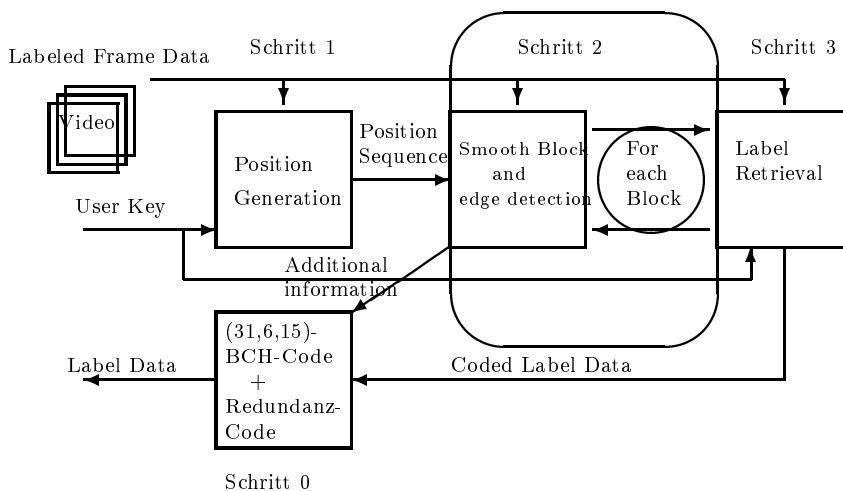 Schritt 1
Schritt 2
Schritt 3
Labeled Frame Data
Video
Position
Sequence
Position
Generation
Smooth Block
and
edge detection
For
each
Block
Label
Retrieval
User Key
Additional
information
(31,6,15)-
BCH-Code
+
Redundanz-
Code
Label Data
Coded Label Data
Schritt 0